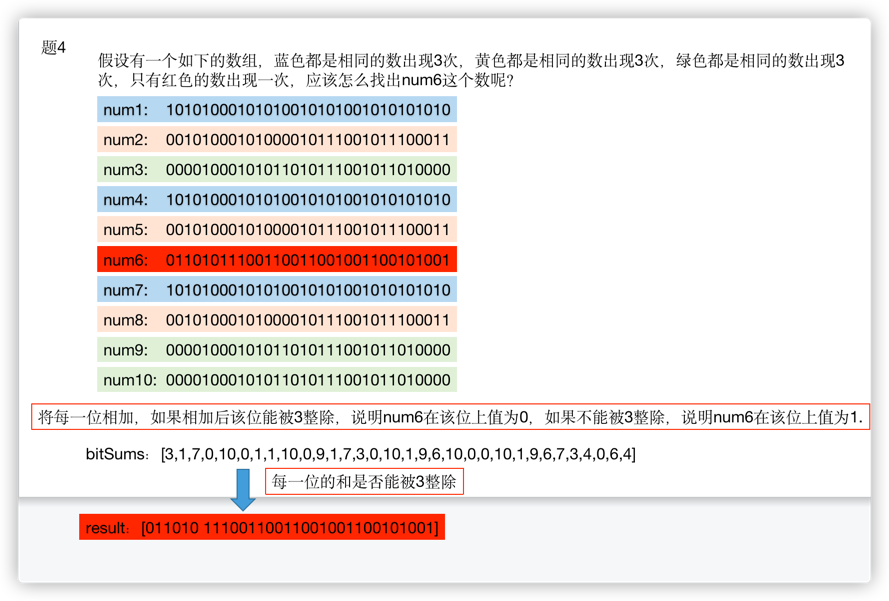 题4
假设有一个如下的数组，蓝色都是相同的数出现3次，黄色都是相同的数出现3次，绿色都是相同的数出现3
次，只有红色的数出现一次，应该怎么找出num6这个数呢？
num1: 10101000101010010101001010101010
num2: 00101000101000010111001011100011
num3: 00001000101011010111001011010000
num4: 10101000101010010101001010101010
num5: 00101000101000010111001011100011
num6: 01101011100110011001001100101001
num7: 10101000101010010101001010101010
num8: 00101000101000010111001011100011
num9: 00001000101011010111001011010000
num10: 00001000101011010111001011010000
将每一位相加，如果相加后该位能被3整除，说明num6在该位上值为0，如果不能被3整除，说明num6在该位上值为1.
bitSums: [3,1,7,0,10,0,1,1,10,0,9,1,7,3,0,10,1,9,6,10,0,0,10,1,9,6,7,3,4,0,6,4]
每一位的和是否能被3整除
result: [011010 11100110011001001100101001]